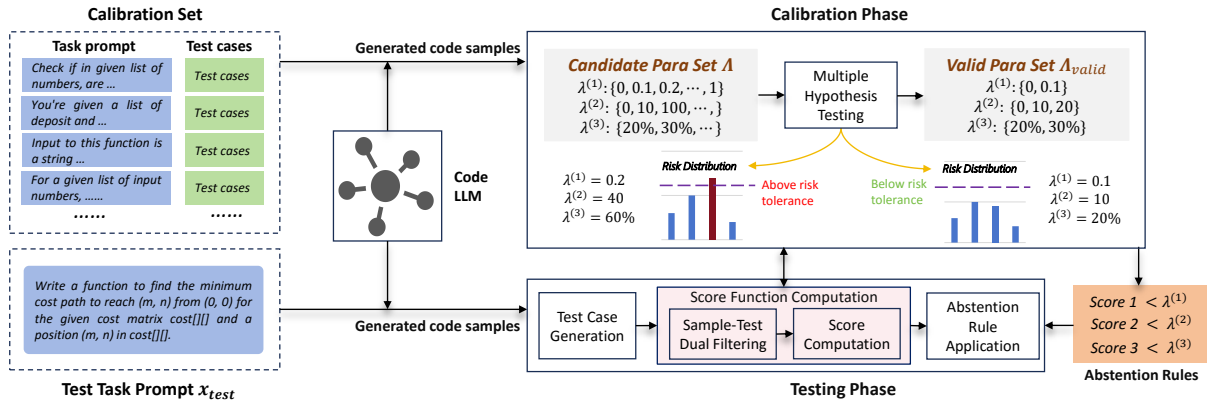 Calibration Set
Task prompt
Test cases
Check if in given list of
numbers, are ...
Test cases
You're given a list of
deposit and ...
Test cases
Input to this function is
a string ...
Test cases
For a given list of input
numbers, ......
Test cases
......
......
Write a function to find the minimum
cost path to reach (m, n) from (0, 0) for
the given cost matrix cost[][] and a
position (m, n) in cost[][].
Test Task Prompt x_test
Generated code samples
Code
LLM
Generated code samples
Calibration Phase
Candidate Para Set Λ
λ^(1): {0, 0.1, 0.2, ⋯, 1}
λ^(2): {0, 10, 100, ⋯, }
λ^(3): {20%, 30%, ⋯}
Multiple
Hypothesis
Testing
Valid Para Set Λ_valid
λ^(1): {0, 0.1}
λ^(2): {0, 10, 20}
λ^(3): {20%, 30%}
λ^(1) = 0.2
λ^(2) = 40
λ^(3) = 60%
Risk Distribution
Above risk
tolerance
Below risk
tolerance
Risk Distribution
λ^(1) = 0.1
λ^(2) = 10
λ^(3) = 20%
Test Case
Generation
Score Function Computation
Sample-Test
Dual Filtering
Score
Computation
Abstention
Rule
Application
Testing Phase
Score 1 < λ^(1)
Score 2 < λ^(2)
Score 3 < λ^(3)
Abstention Rules